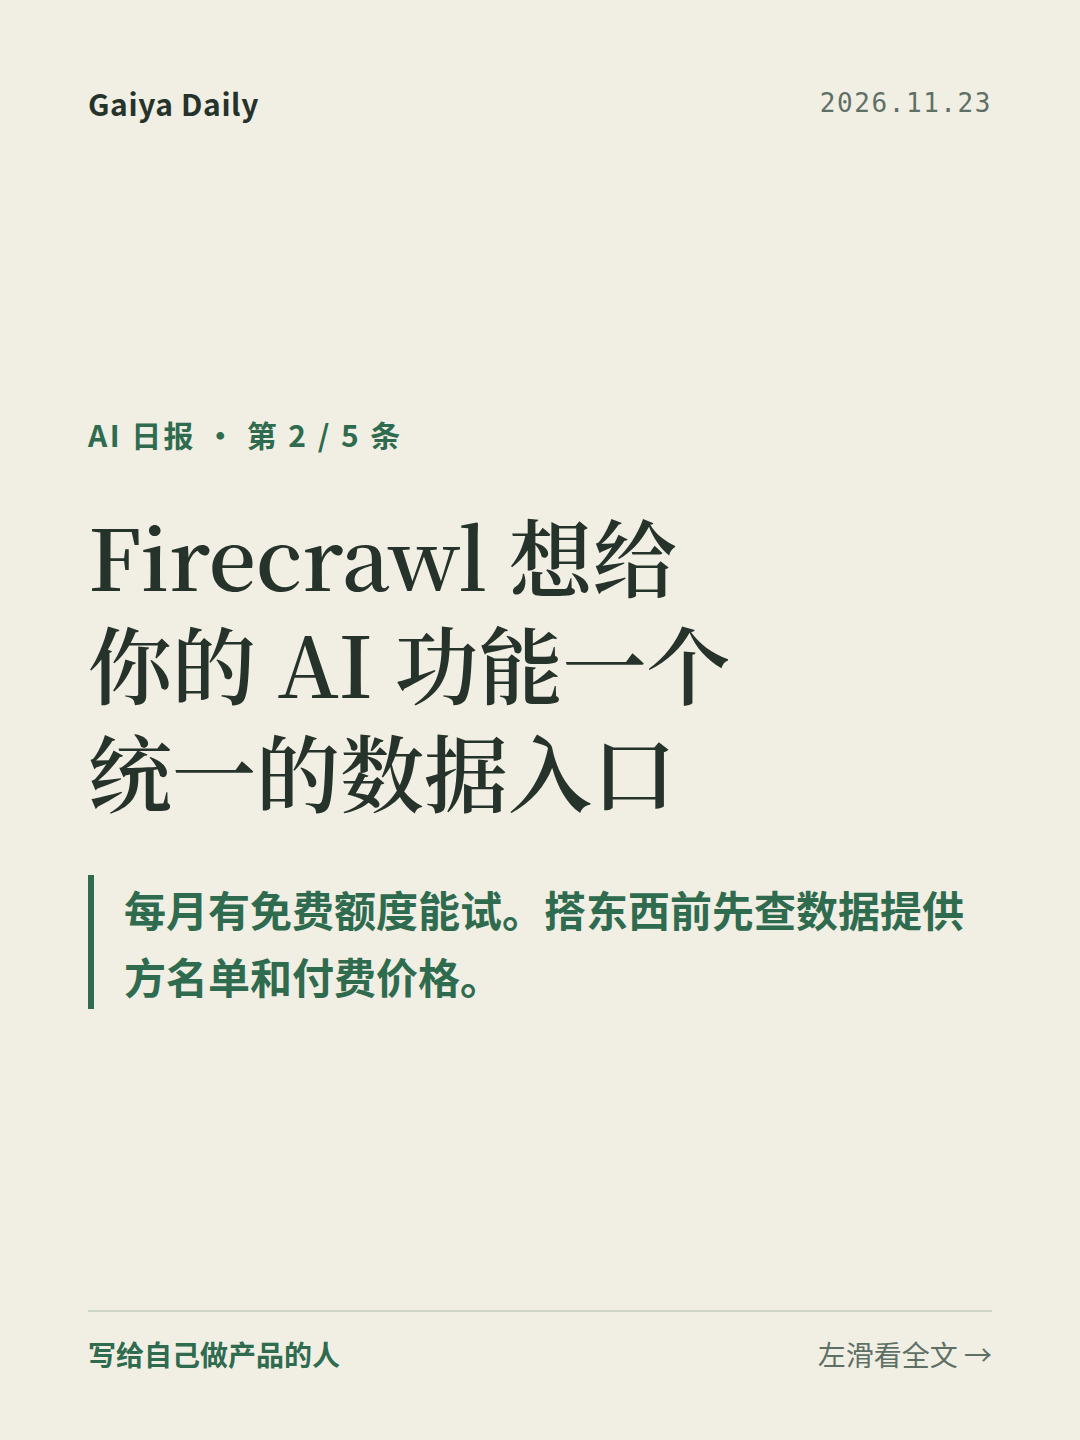 Gaiya Daily
2026.11.23
AI 日报 · 第 2 / 5 条
Firecrawl 想给
你的 AI 功能一个
统一的数据入口
每月有免费额度能试。搭东西前先查数据提供
方名单和付费价格。
写给自己做产品的人
左滑看全文 →